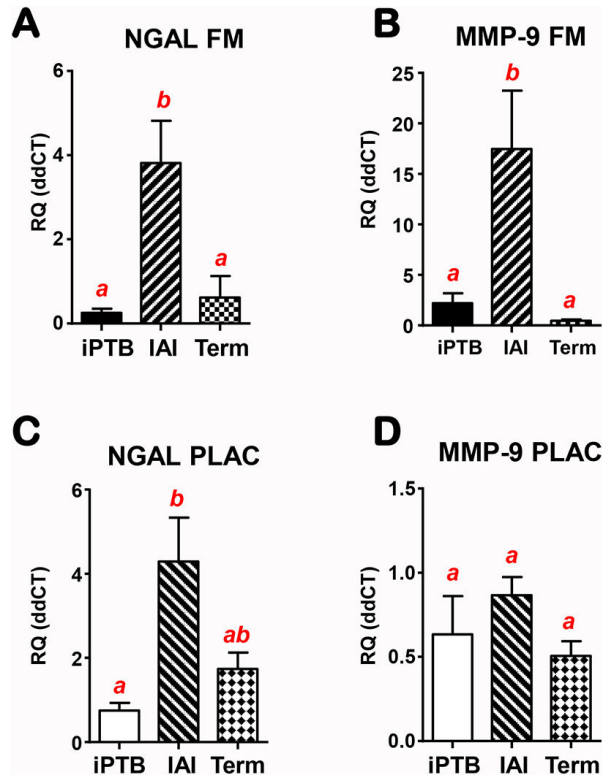 A
NGAL FM
RQ (ddCT)
6
4
2
0
a
b
a
iPTB IAI Term
B
MMP-9 FM
RQ (ddCT)
25
20
15
10
5
0
a
b
a
iPTB IAI Term
C
NGAL PLAC
RQ (ddCT)
6
4
2
0
a
b
ab
iPTB IAI Term
D
MMP-9 PLAC
RQ (ddCT)
1.5
1.0
0.5
0.0
a
a
a
iPTB IAI Term